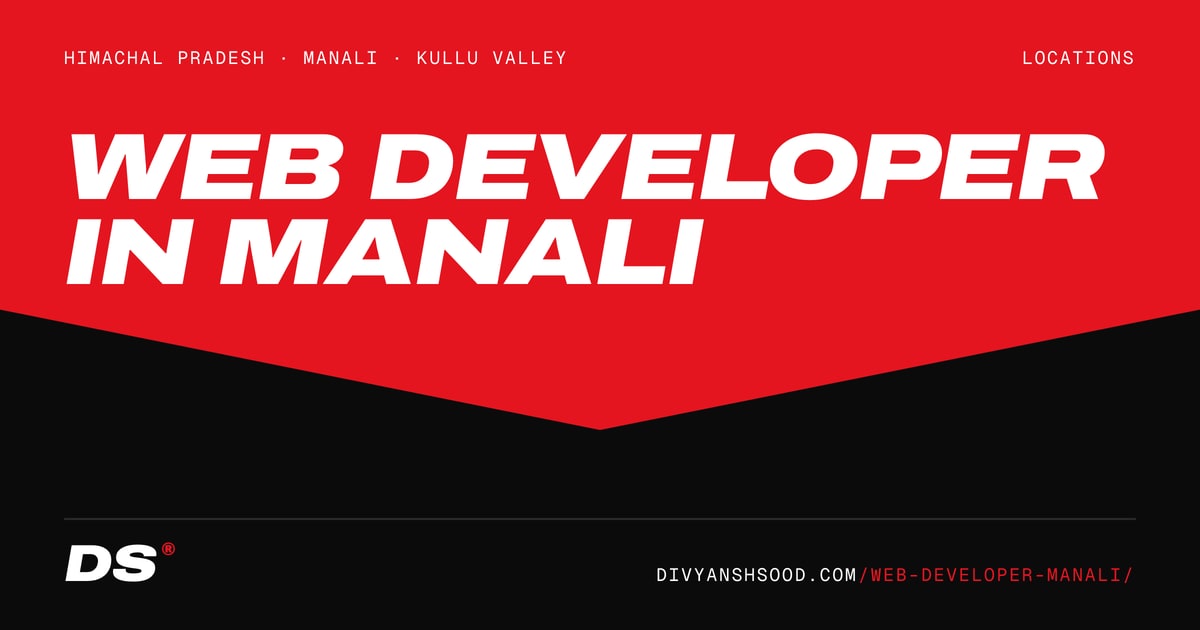 HIMACHAL PRADESH · MANALI · KULLU VALLEY
LOCATIONS
WEB DEVELOPER
IN MANALI
DS®
DIVYANSHSOOD.COM/WEB-DEVELOPER-MANALI/